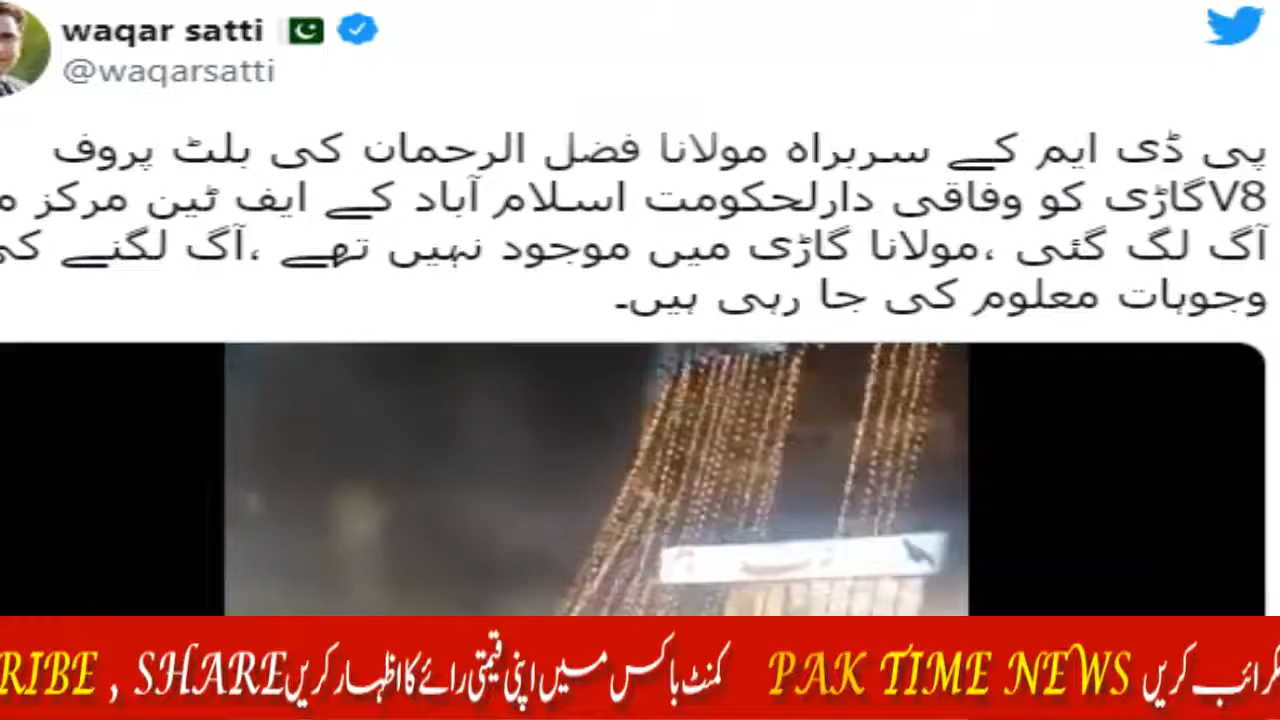 waqar satti
@waqarsatti
پی ڈی ایم کے سربراہ مولانا فضل الرحمان کی بلٹ پروف
V8گاڑی کو وفاقی دارلحکومت اسلام آباد کے ایف ٹین مرکز
آگ لگ گئی ،مولانا گاڑی میں موجود نہیں تھے ،آگ لگنے کی
وجوہات معلوم کی جا رہی ہیں۔
RIBE , SHARE کمنٹ باکس میں اپنی قیمتی رائے کا اظہار کریں PAK TIME NEWS کرائب کریں